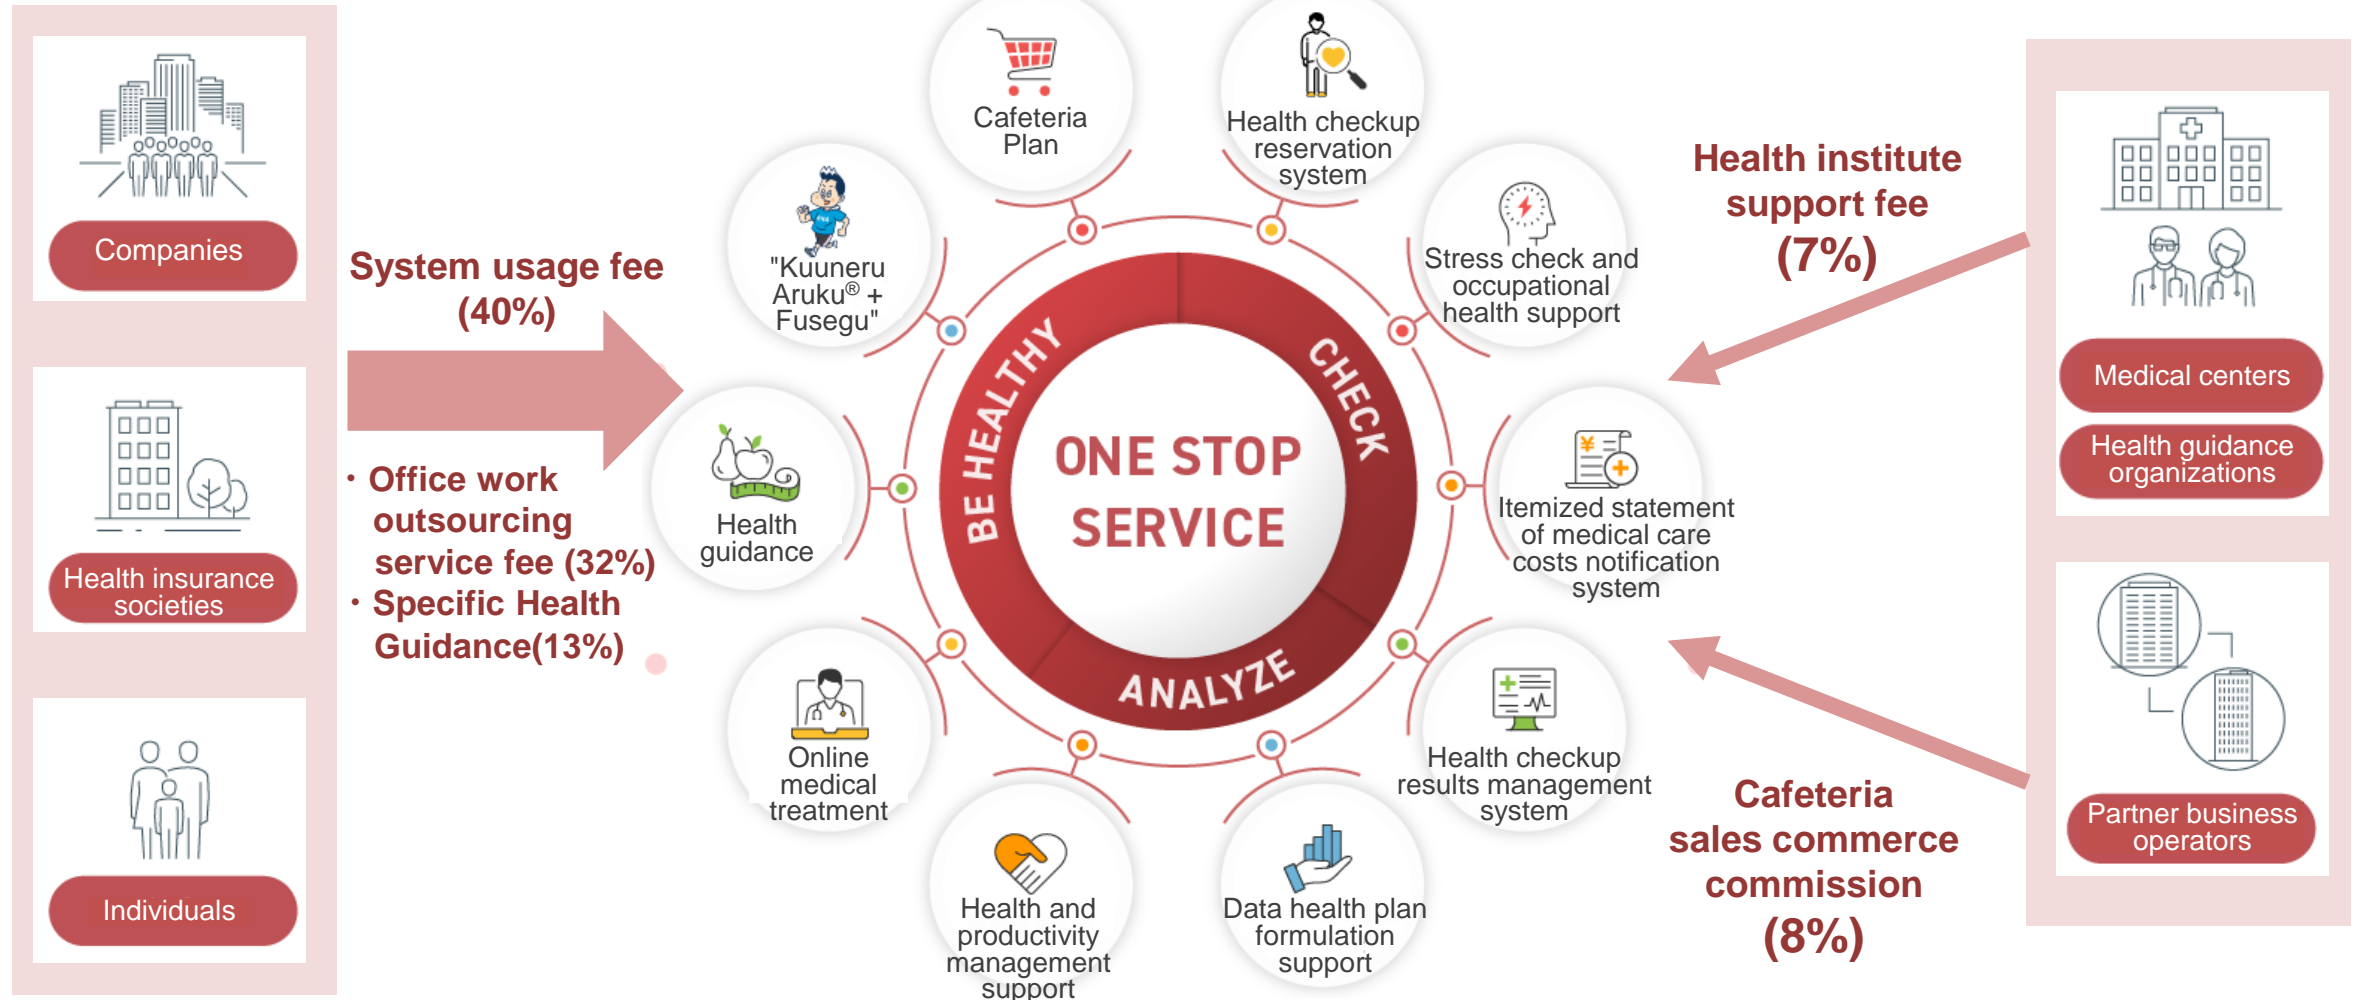 Companies
Health insurance
societies
Individuals
System usage fee
(40%)
・Office work
outsourcing
service fee (32%)
・Specific Health
Guidance(13%)
Cafeteria
Plan
Health checkup
reservation
system
"Kuuneru
Aruku® +
Fusegu"
Stress check and
occupational
health support
Health
guidance
Itemized statement
of medical care
costs notification
system
Online
medical
treatment
Health checkup
results management
system
Health and
productivity
management
support
Data health plan
formulation
support
BE HEALTHY
CHECK
ANALYZE
ONE STOP
SERVICE
Health institute
support fee
(7%)
Cafeteria
sales commerce
commission
(8%)
Medical centers
Health guidance
organizations
Partner business
operators